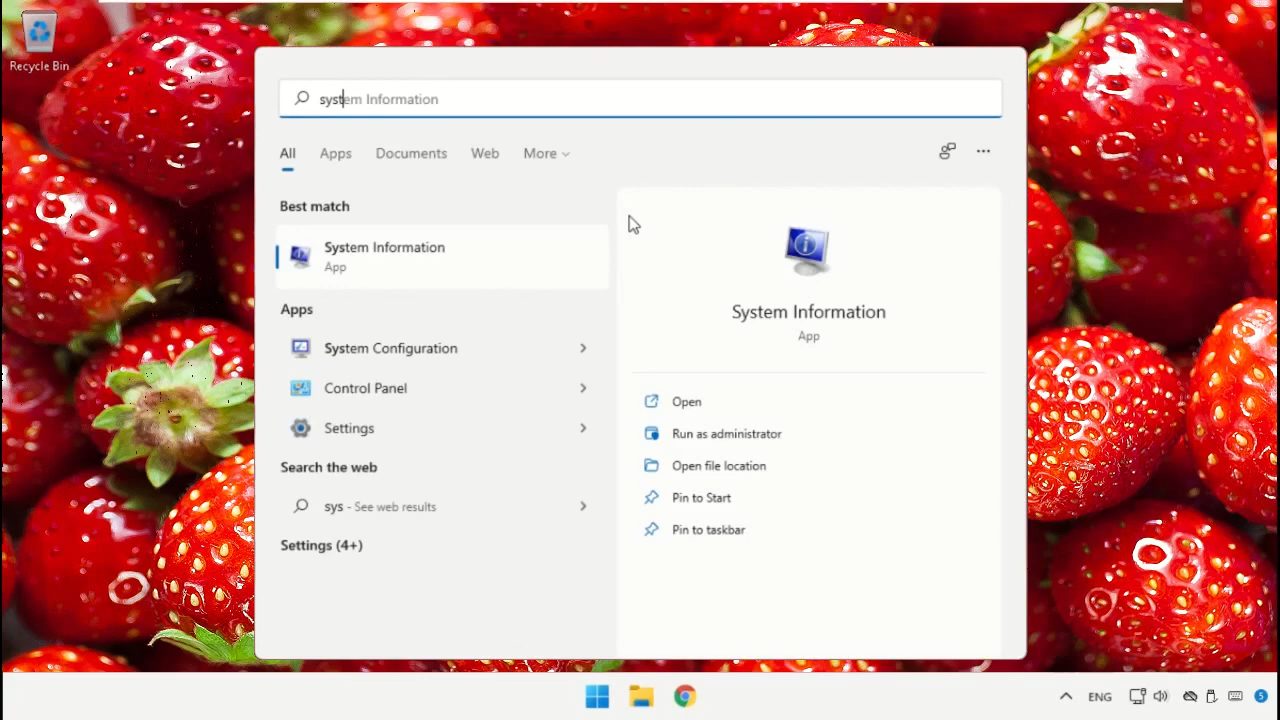 Recycle Bin
system Information
All Apps Documents Web More
Best match
System Information
App
Apps
System Configuration
Control Panel
Settings
Search the web
sys - See web results
Settings (4+)
System Information
App
Open
Run as administrator
Open file location
Pin to Start
Pin to taskbar
ENG
5